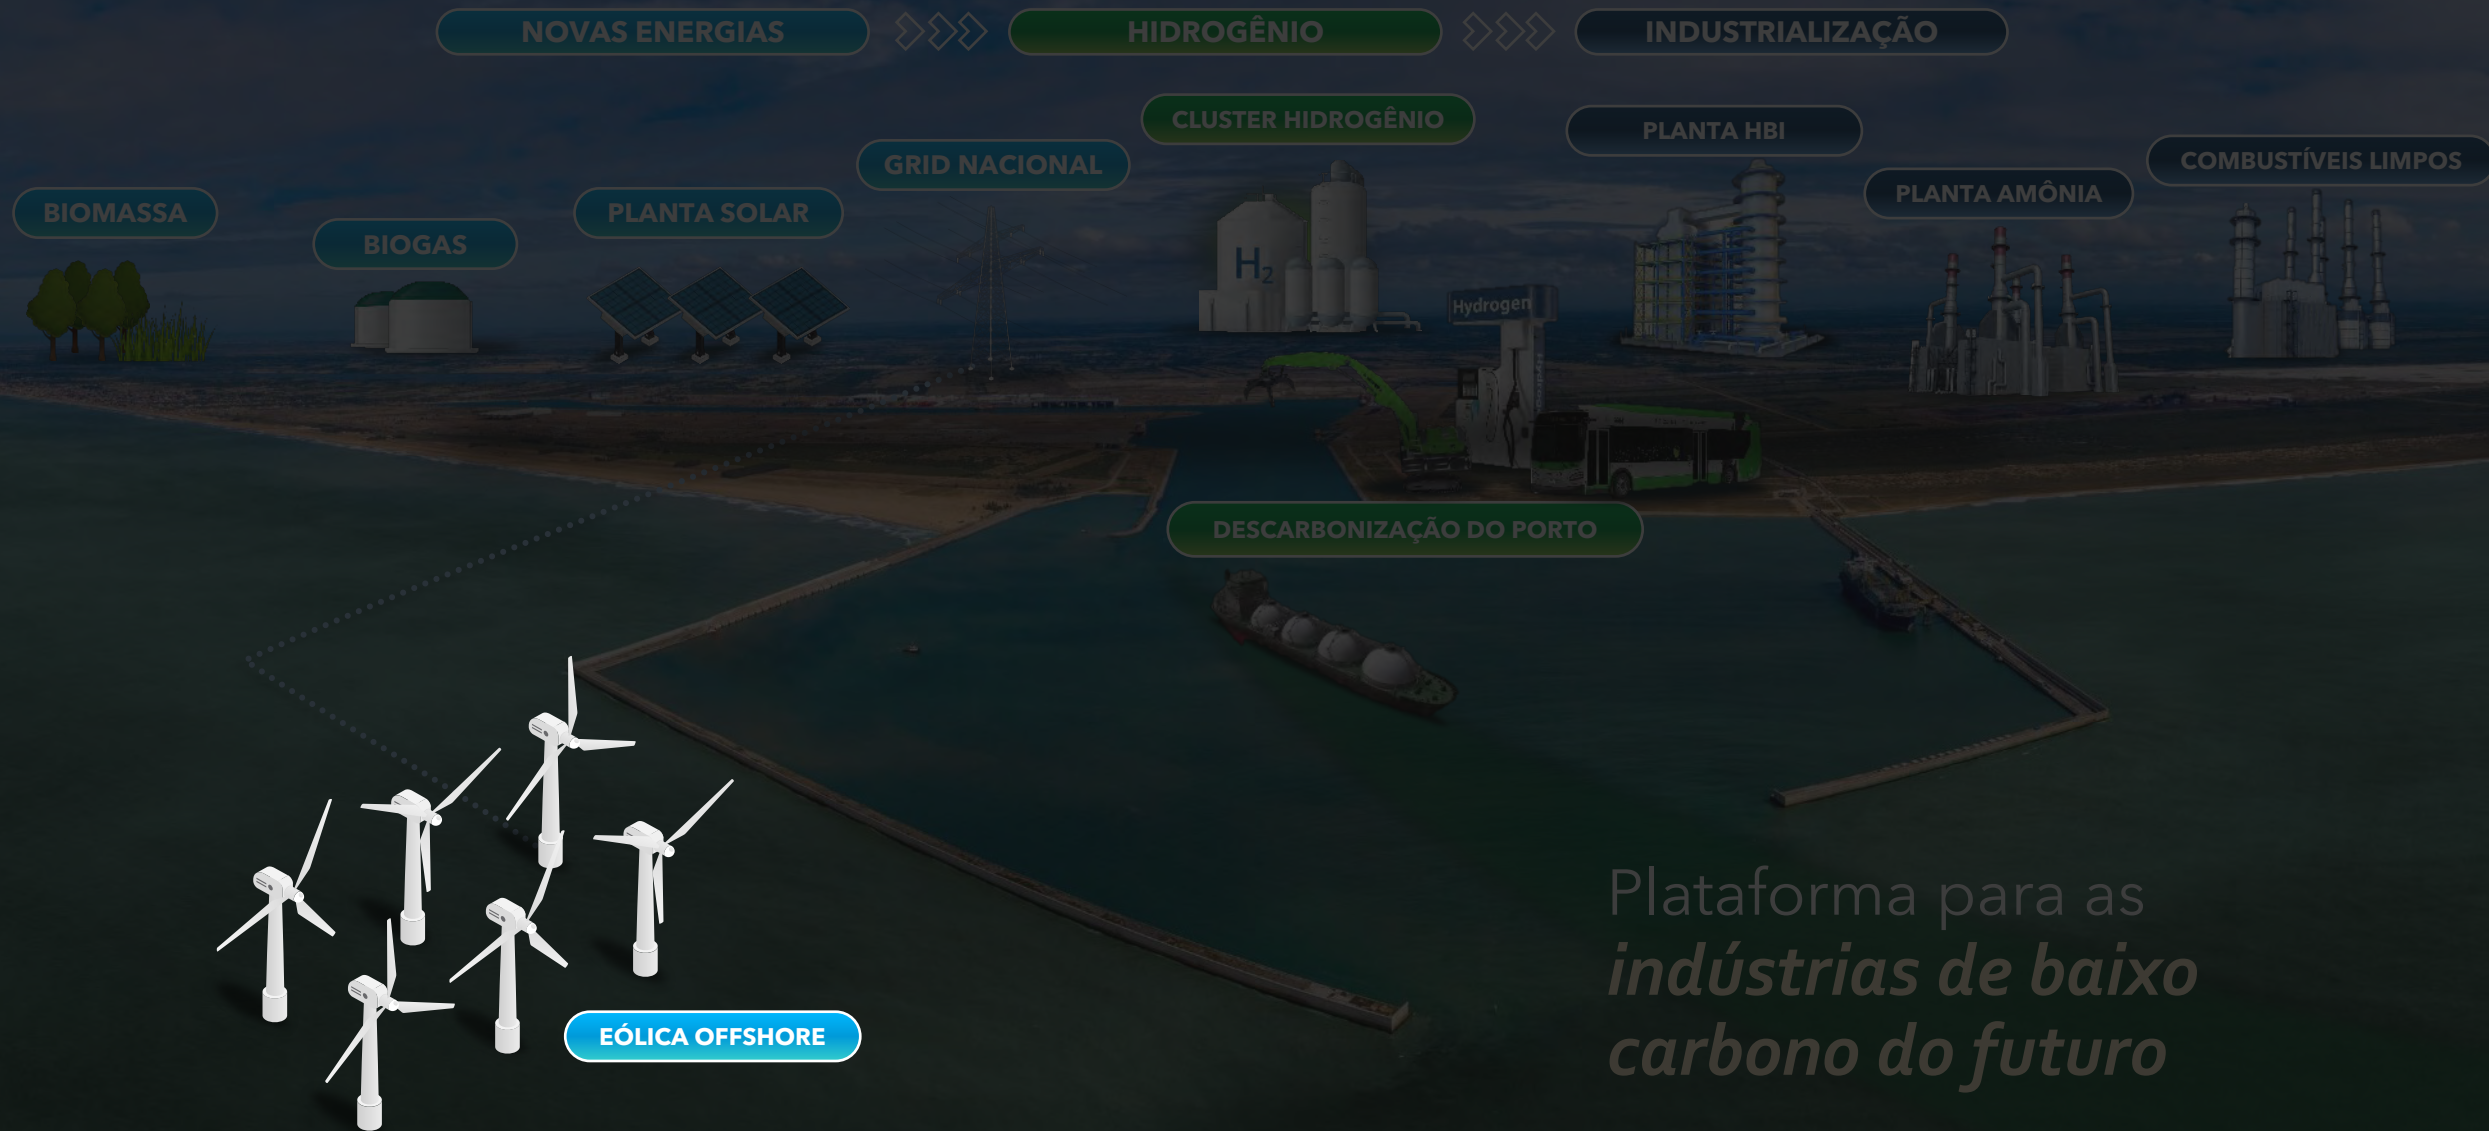 NOVAS ENERGIAS
HIDROGÊNIO
INDUSTRIALIZAÇÃO
CLUSTER HIDROGÊNIO
PLANTA HBI
GRID NACIONAL
COMBUSTÍVEIS LIMPOS
PLANTA AMÔNIA
BIOMASSA
PLANTA SOLAR
BIOGAS
H2
Hydrogen
DESCARBONIZAÇÃO DO PORTO
Plataforma para as
indústrias de baixo
carbono do futuro
EÓLICA OFFSHORE